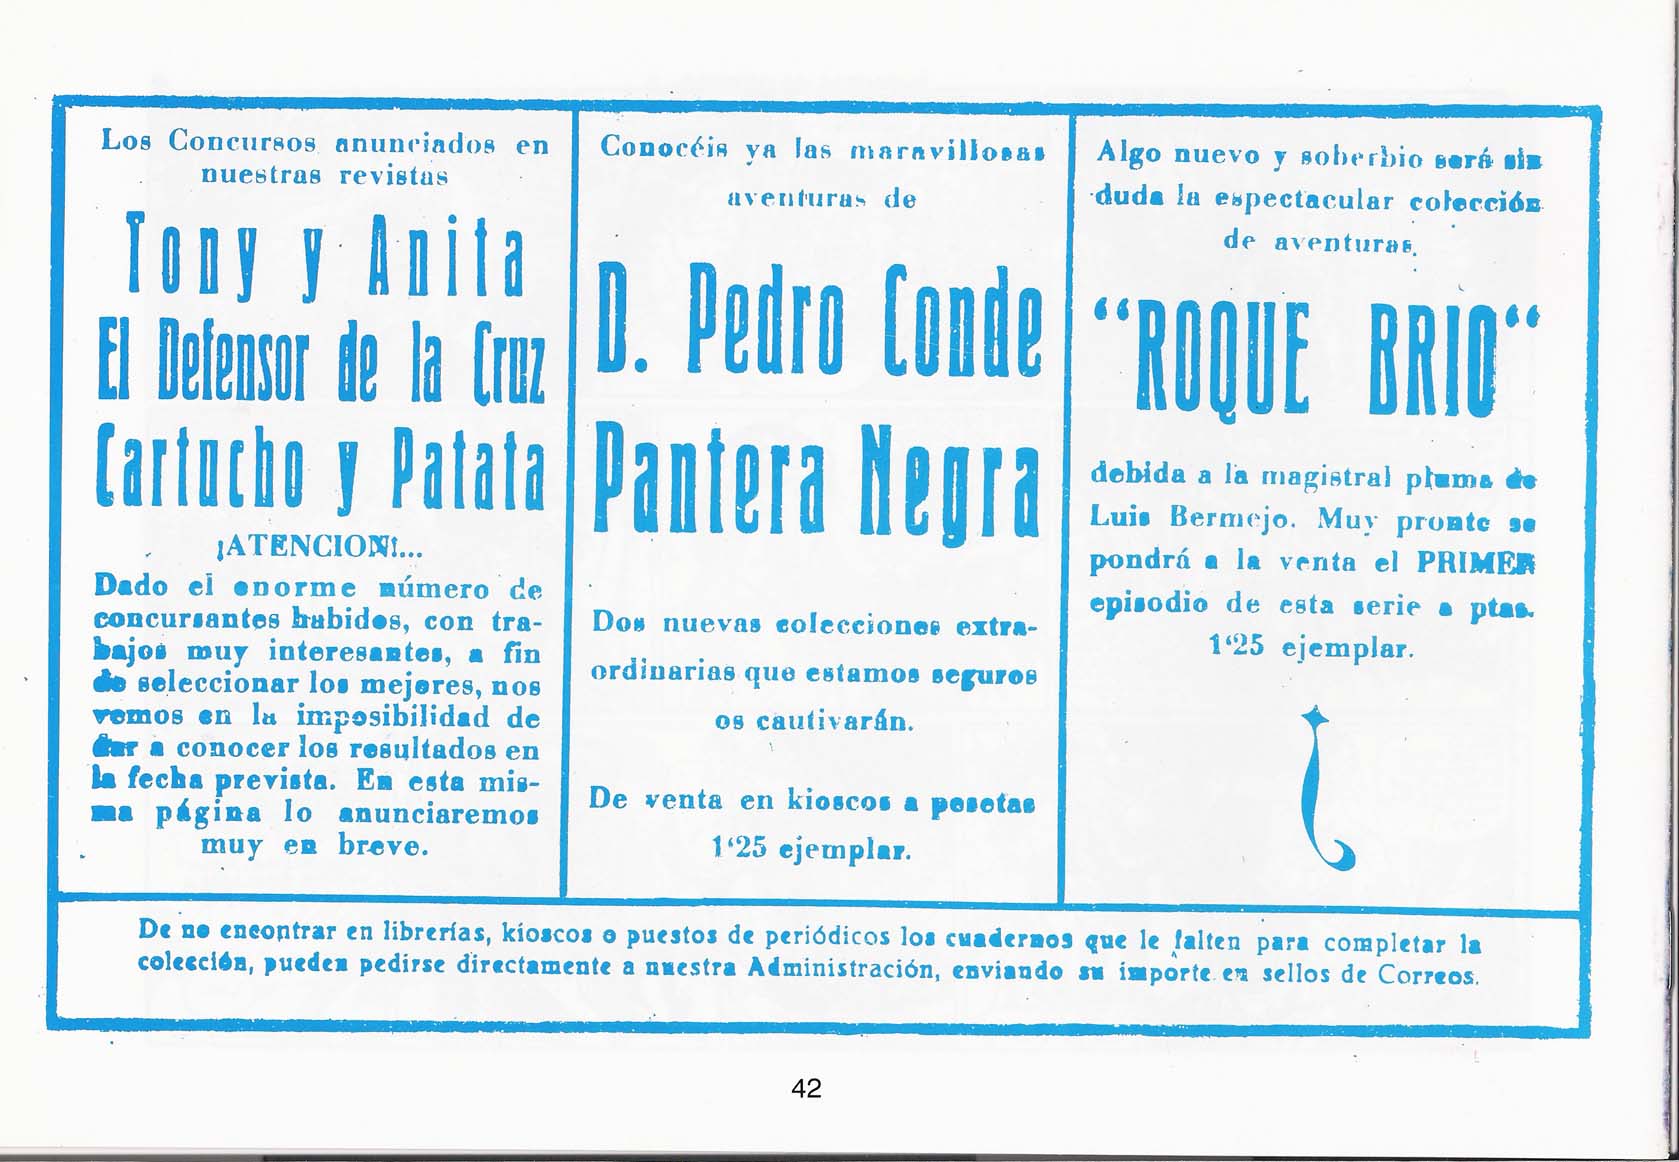 Los Concursos anunciados en
nuestras revistas
Tony y Anita
El Defensor de la Cruz
Cartucho y Patata
¡ATENCION!...
Dado el enorme número de
concursantes habidos, con tra-
bajos muy interesantes, a fin
de seleccionar los mejores, nos
vemos en la imposibilidad de
dar a conocer los resultados en
la fecha prevista. En esta mis-
ma página lo anunciaremos
muy en breve.
Conocéis ya las maravillosas
aventuras de
D. Pedro Conde
Pantera Negra
Dos nuevas colecciones extra-
ordinarias que estamos seguros
os cautivarán.
De venta en kioscos a pesetas
1‘25 ejemplar.
Algo nuevo y soberbio será sin
duda la espectacular colección
de aventuras.
“ROQUE BRIO“
debida a la magistral pluma de
Luis Bermejo. Muy pronto se
pondrá a la venta el PRIMER
episodio de esta serie a ptas.
1‘25 ejemplar.
De no encontrar en librerías, kioscos o puestos de periódicos los cuadernos que le falten para completar la
colección, pueden pedirse directamente a nuestra Administración, enviando su importe en sellos de Correos.
42